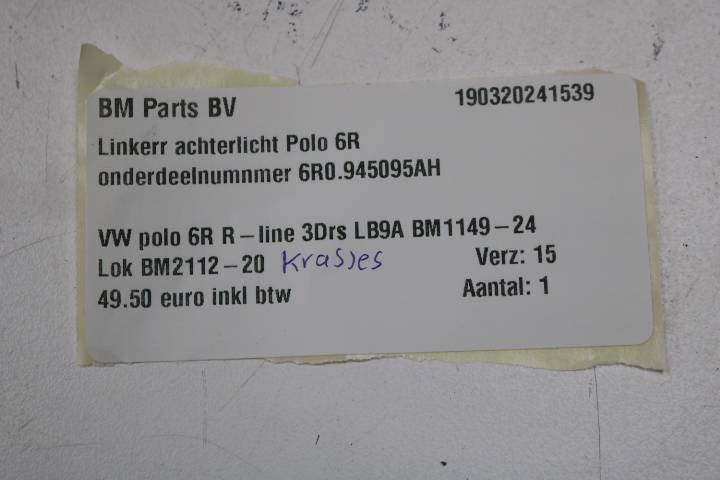 BM Parts BV 190320241539
Linkerr achterlicht Polo 6R
onderdeelnumnmer 6R0.945095AH
VW polo 6R R-line 3Drs LB9A BM1149-24
Lok BM2112-20 krasjes Verz: 15
49.50 euro inkl btw Aantal: 1